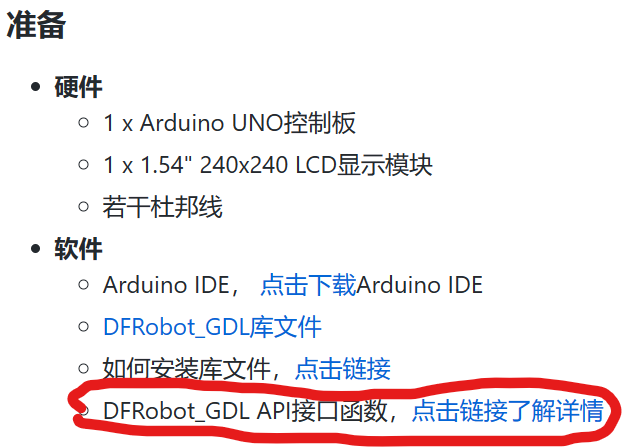 准备
硬件
1 x Arduino UNO控制板
1 x 1.54" 240x240 LCD显示模块
若干杜邦线
软件
Arduino IDE， 点击下载Arduino IDE
DFRobot_GDL库文件
如何安装库文件，点击链接
DFRobot_GDL API接口函数，点击链接了解详情